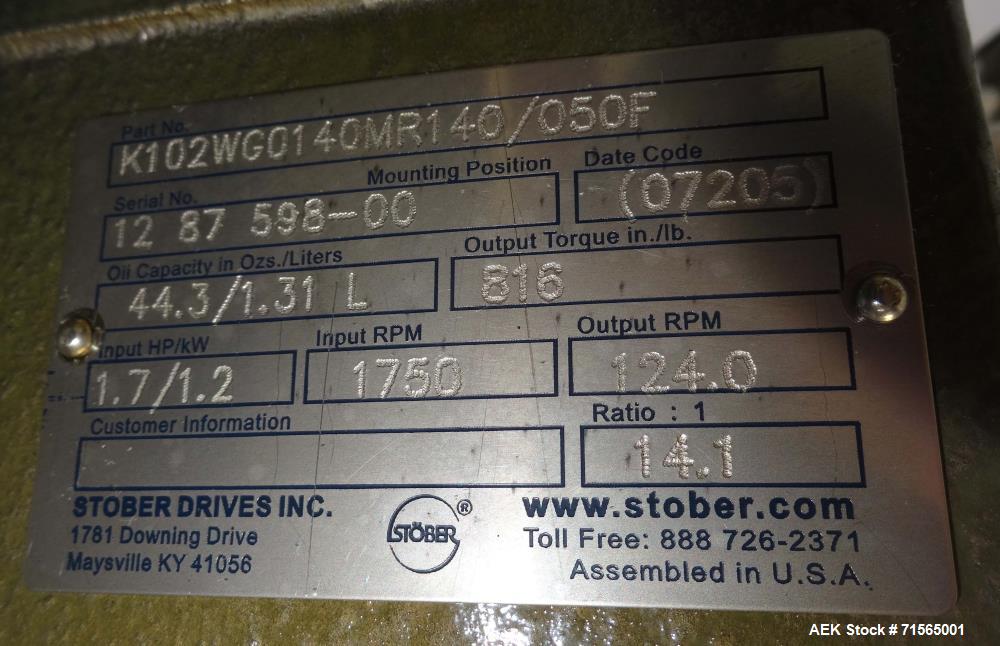 Part No.
K102WG0140MR140/050F
Serial No. Mounting Position Date Code
12 87 598-00 (07205)
Oil Capacity in Ozs./Liters Output Torque in./lb.
44.3/1.31 L 816
Input HP/kW Input RPM Output RPM
1.7/1.2 1750 124.0
Customer Information Ratio : 1
14.1
STOBER DRIVES INC.
1781 Downing Drive
Maysville KY 41056
STÖBER®
www.stober.com
Toll Free: 888 726-2371
Assembled in U.S.A.
AEK Stock # 71565001